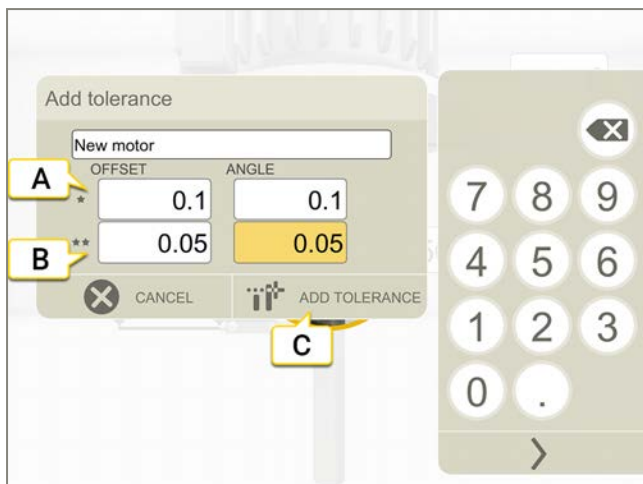 Add tolerance
New motor
A
OFFSET ANGLE
* 0.1 0.1
B
** 0.05 0.05
CANCEL ADD TOLERANCE
C
7 8 9
4 5 6
1 2 3
0 .